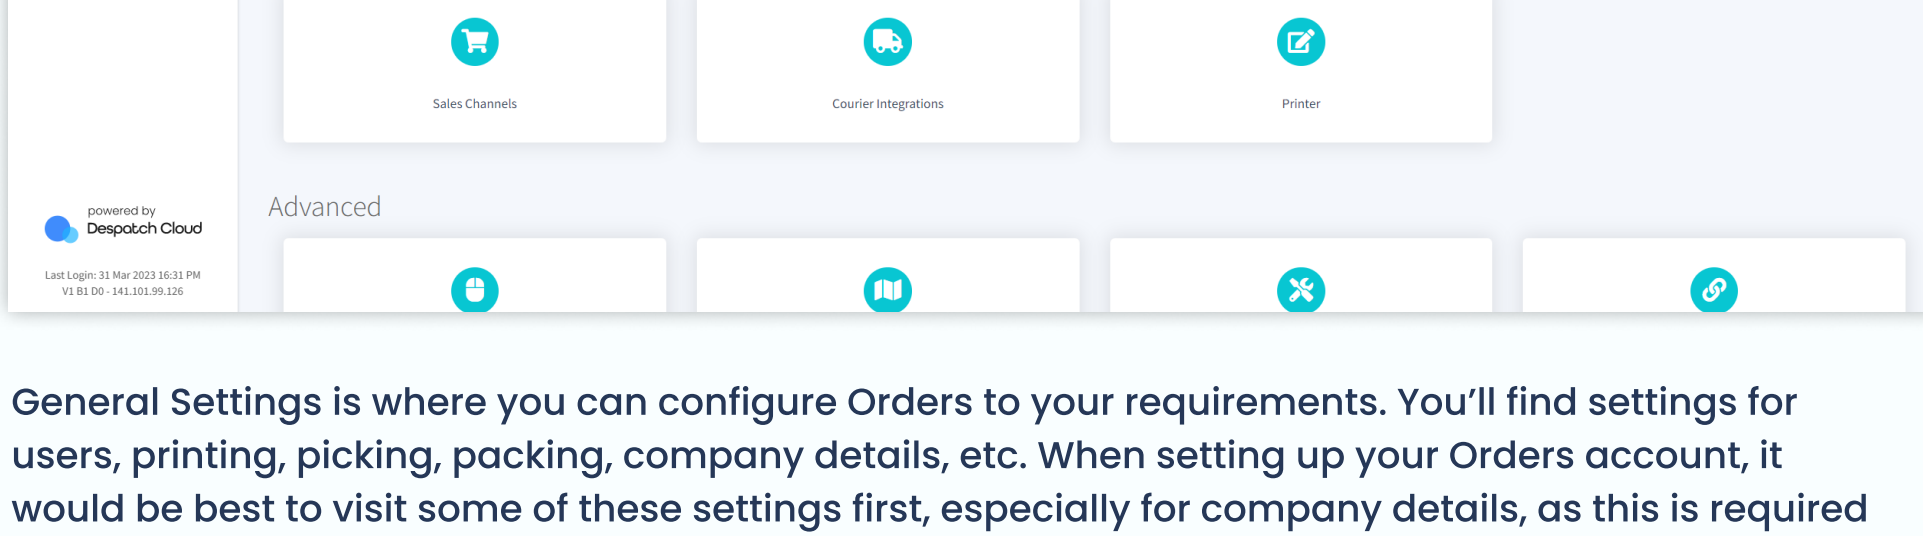 Sales Channels
Courier Integrations
Printer
Advanced
powered by
Despatch Cloud
Last Login: 31 Mar 2023 16:31 PM
V1 B1 D0 - 141.101.99.126
General Settings is where you can configure Orders to your requirements. You’ll find settings for
users, printing, picking, packing, company details, etc. When setting up your Orders account, it
would be best to visit some of these settings first, especially for company details, as this is required